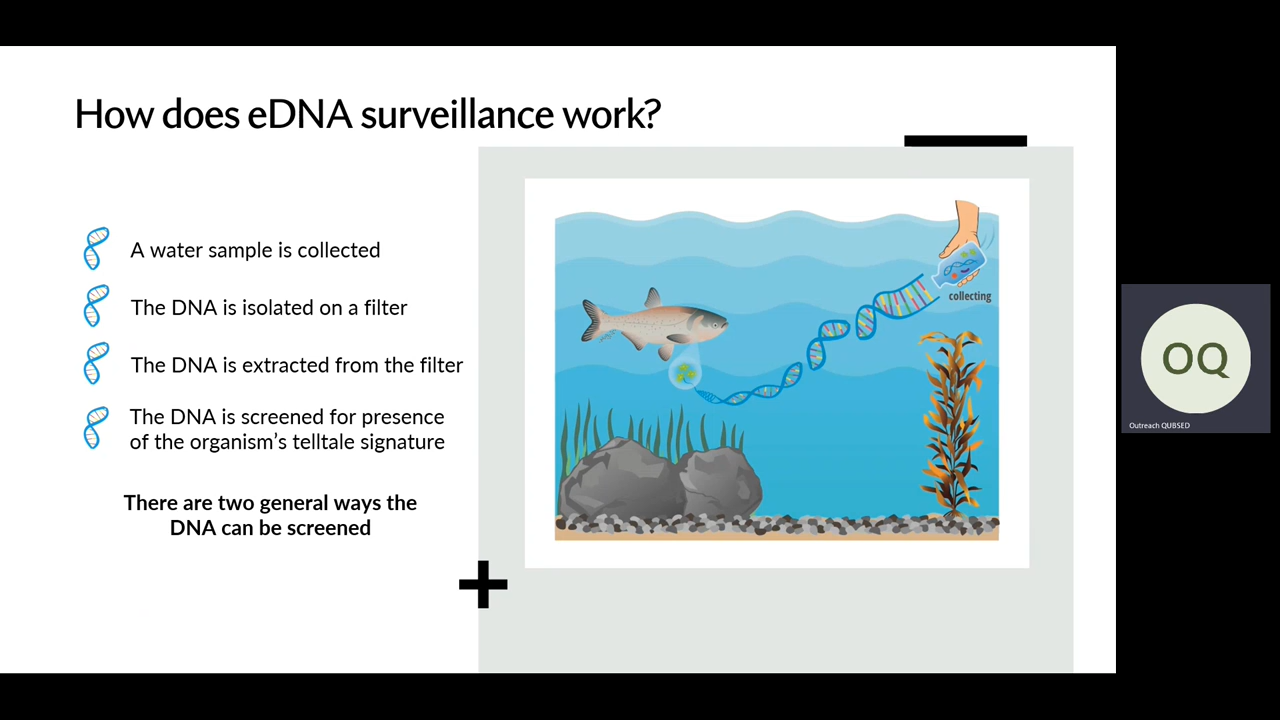 How does eDNA surveillance work?
A water sample is collected
The DNA is isolated on a filter
The DNA is extracted from the filter
The DNA is screened for presence
of the organism's telltale signature
There are two general ways the
DNA can be screened
collecting
OQ
Outreach QUBSED